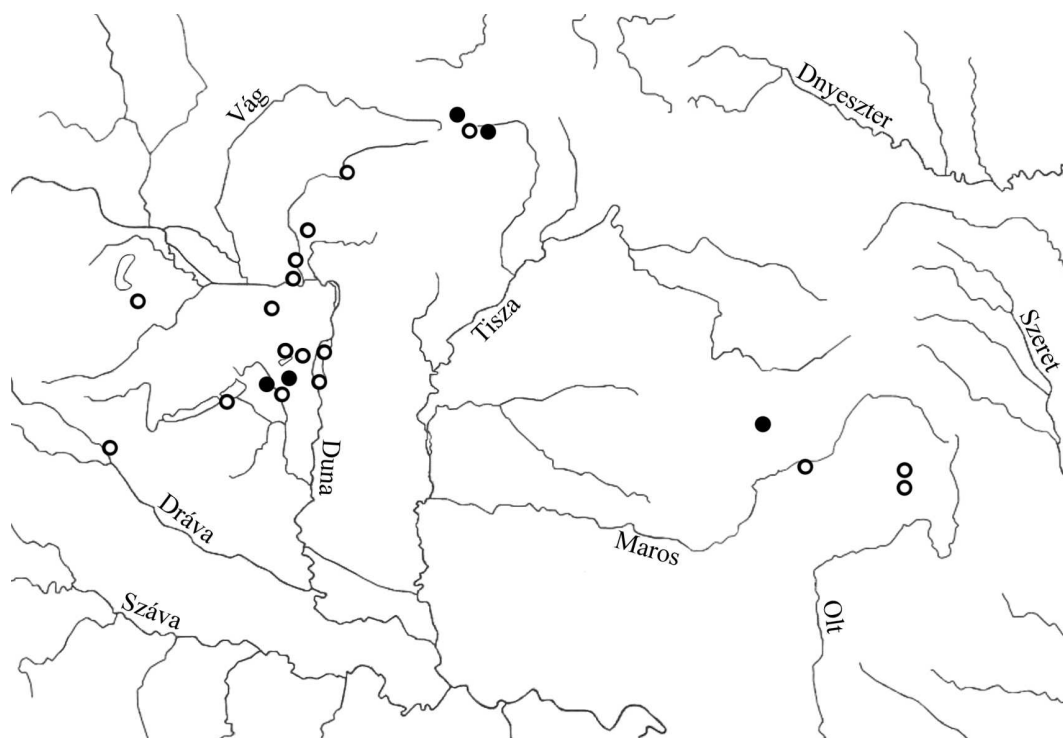 Vág
Dnyeszter
Tisza
Szeret
Duna
Dráva
Maros
Száva
Olt